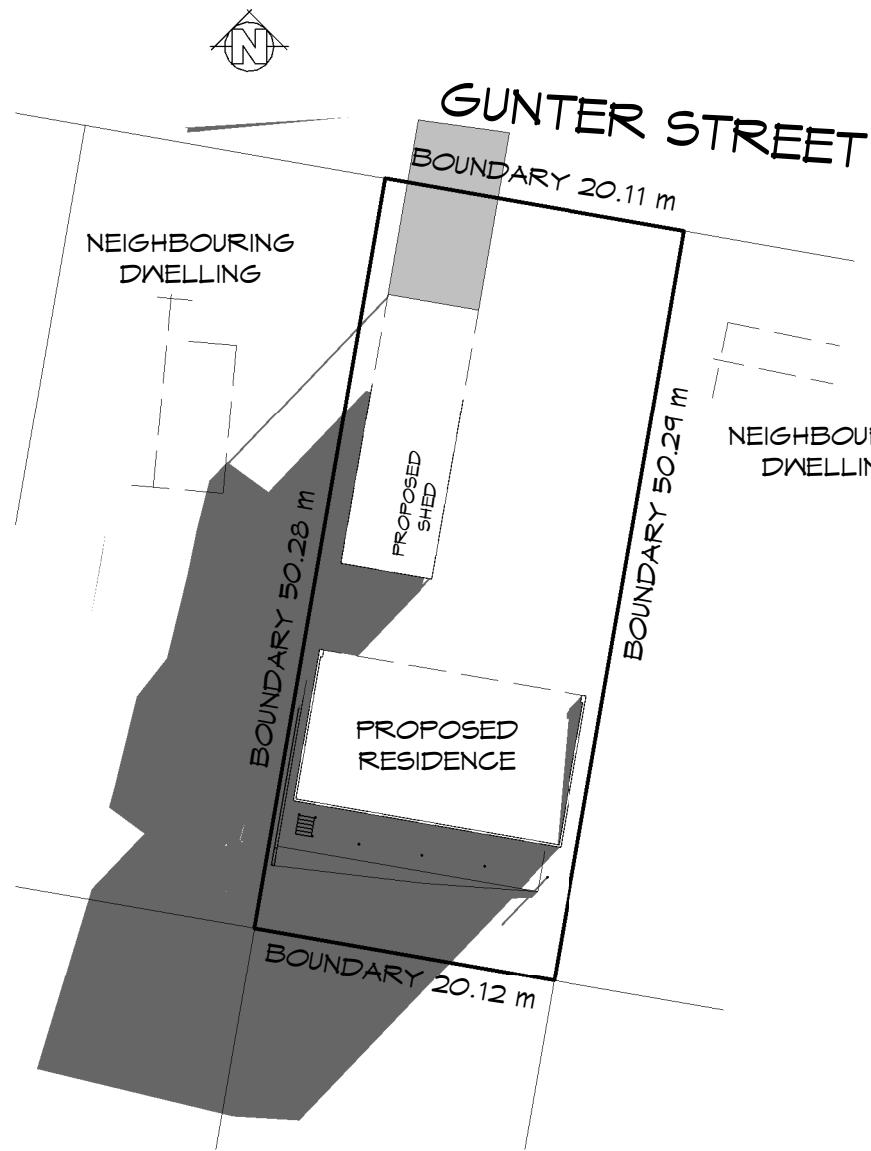 N
GUNTER STREET
BOUNDARY 20.11 m
NEIGHBOURING
DWELLING
BOUNDARY 50.29 m
PROPOSED
SHED
BOUNDARY 50.28 m
PROPOSED
RESIDENCE
BOUNDARY 20.12 m